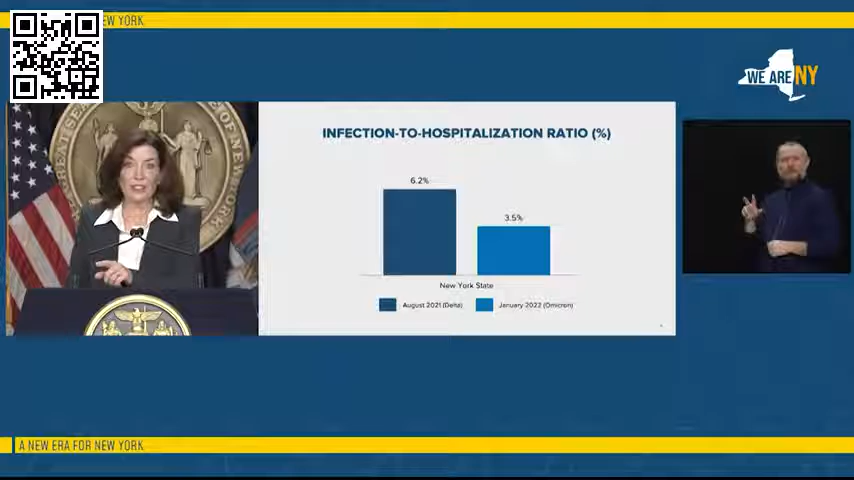 EW YORK
WE ARE NY
INFECTION-TO-HOSPITALIZATION RATIO (%)
6.2%
3.5%
New York State
August 2021 (Delta)
January 2022 (Omicron)
A NEW ERA FOR NEW YORK